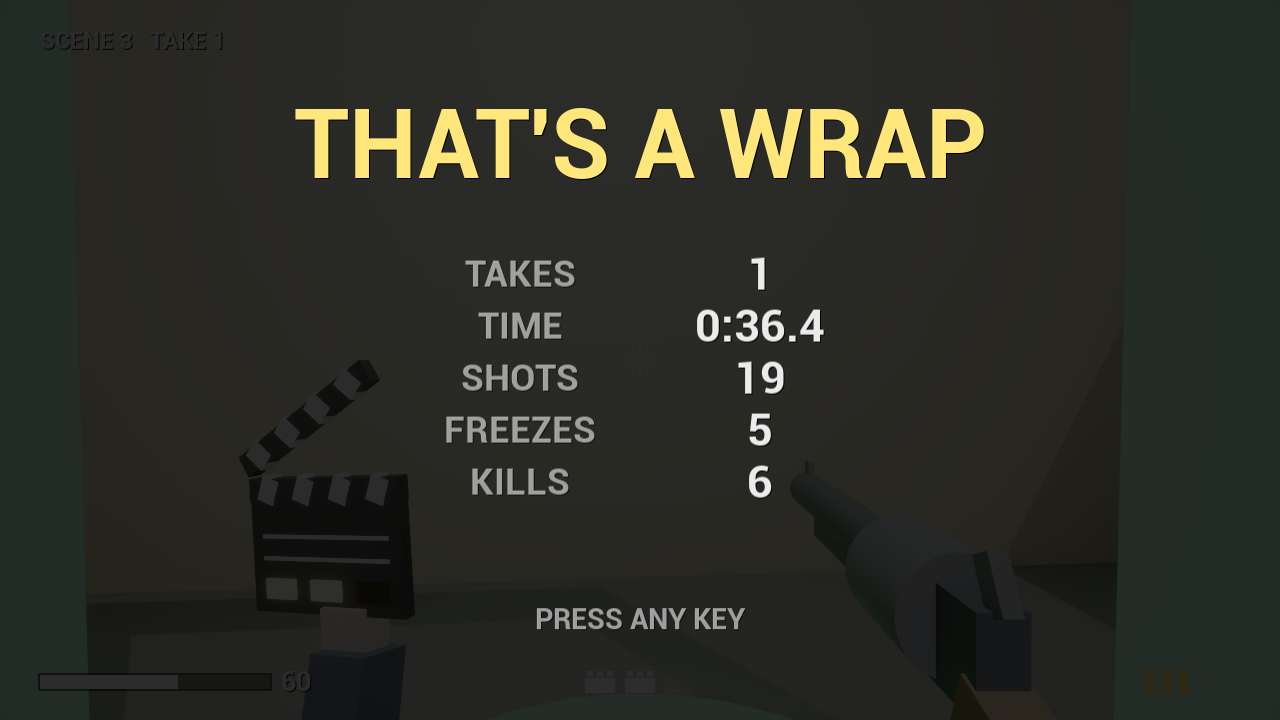 SCENE 3 TAKE 1
THAT'S A WRAP
TAKES 1
TIME 0:36.4
SHOTS 19
FREEZES 5
KILLS 6
PRESS ANY KEY
60